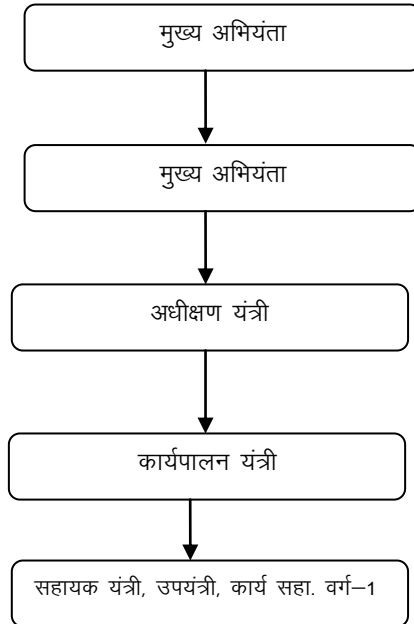 मुख्य अभियंता
मुख्य अभियंता
अधीक्षण यंत्री
कार्यपालन यंत्री
सहायक यंत्री, उपयंत्री, कार्य सहा. वर्ग–1